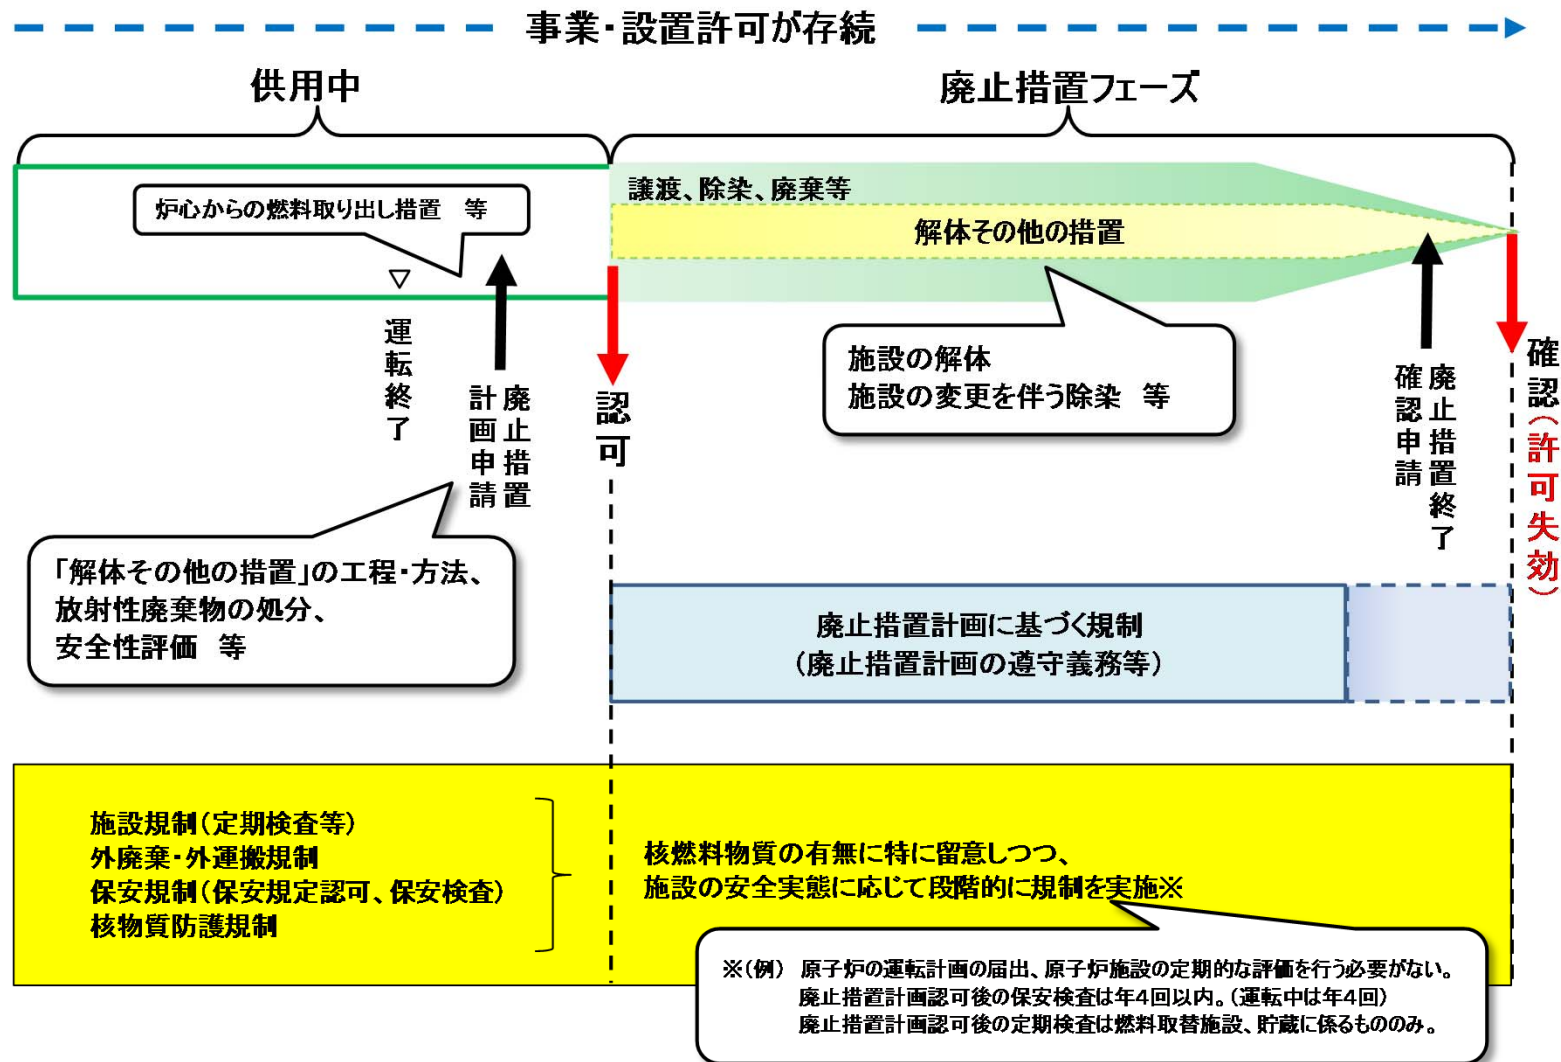 事業・設置許可が存続
供用中
廃止措置フェーズ
炉心からの燃料取り出し措置　等
譲渡、除染、廃棄等
解体その他の措置
▽
運転終了
廃止措置
計画申請
認可
施設の解体
施設の変更を伴う除染　等
廃止措置終了
確認申請
確認（許可失効）
「解体その他の措置」の工程・方法、
放射性廃棄物の処分、
安全性評価　等
廃止措置計画に基づく規制
（廃止措置計画の遵守義務等）
施設規制（定期検査等）
外廃棄・外運搬規制
保安規制（保安規定認可、保安検査）
核物質防護規制
核燃料物質の有無に特に留意しつつ、
施設の安全実態に応じて段階的に規制を実施※
※（例）　原子炉の運転計画の届出、原子炉施設の定期的な評価を行う必要がない。
廃止措置計画認可後の保安検査は年4回以内。（運転中は年4回）
廃止措置計画認可後の定期検査は燃料取替施設、貯蔵に係るもののみ。